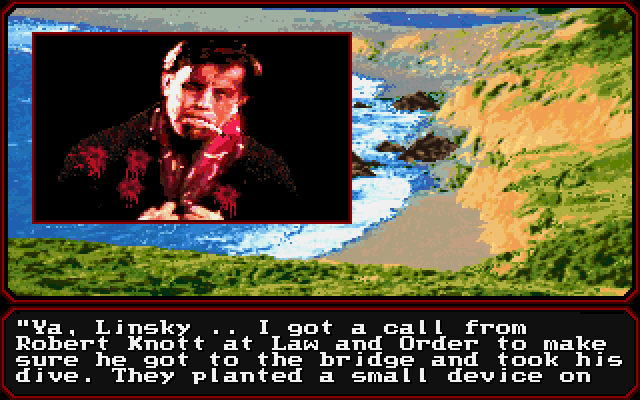 "Ya, Linsky .. I got a call from
Robert Knott at Law and Order to make
sure he got to the bridge and took his
dive. They planted a small device on